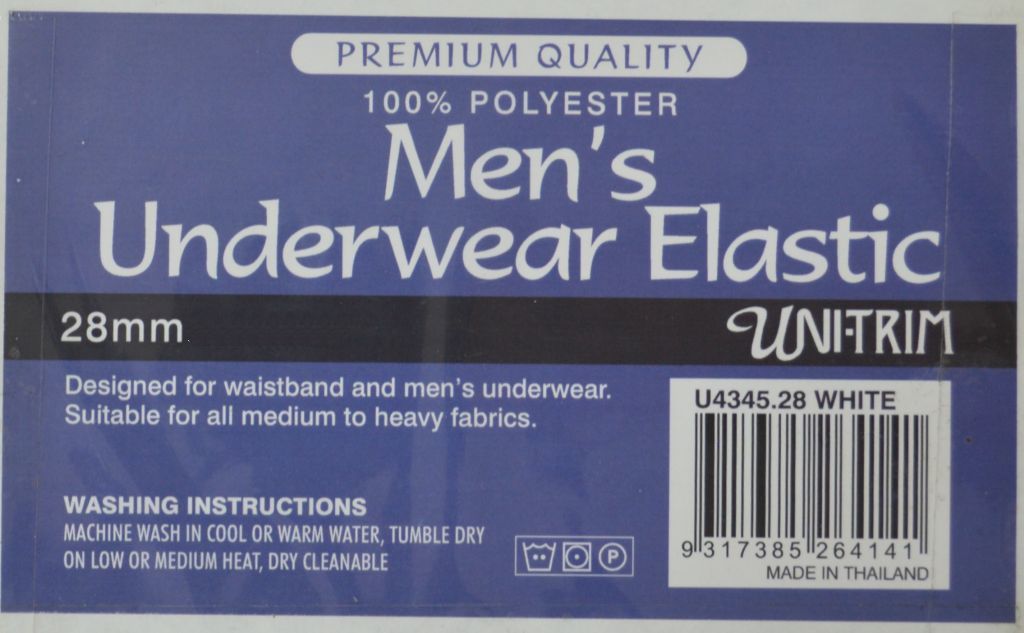 PREMIUM QUALITY
100% POLYESTER
Men's
Underwear Elastic
28mm
UNI-TRIM
Designed for waistband and men's underwear.
Suitable for all medium to heavy fabrics.
WASHING INSTRUCTIONS
MACHINE WASH IN COOL OR WARM WATER, TUMBLE DRY
ON LOW OR MEDIUM HEAT, DRY CLEANABLE
P
U4345.28 WHITE
9 317385 264141
MADE IN THAILAND